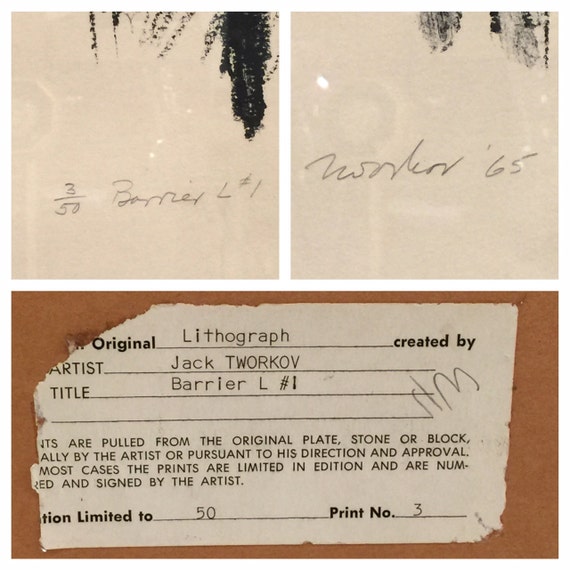 3/50 Barrier L #1
Tworkov '65
Original Lithograph created by
ARTIST Jack TWORKOV
TITLE Barrier L #1
NTS ARE PULLED FROM THE ORIGINAL PLATE, STONE OR BLOCK,
ALLY BY THE ARTIST OR PURSUANT TO HIS DIRECTION AND APPROVAL.
MOST CASES THE PRINTS ARE LIMITED IN EDITION AND ARE NUM-
RED AND SIGNED BY THE ARTIST.
tion Limited to 50 Print No. 3